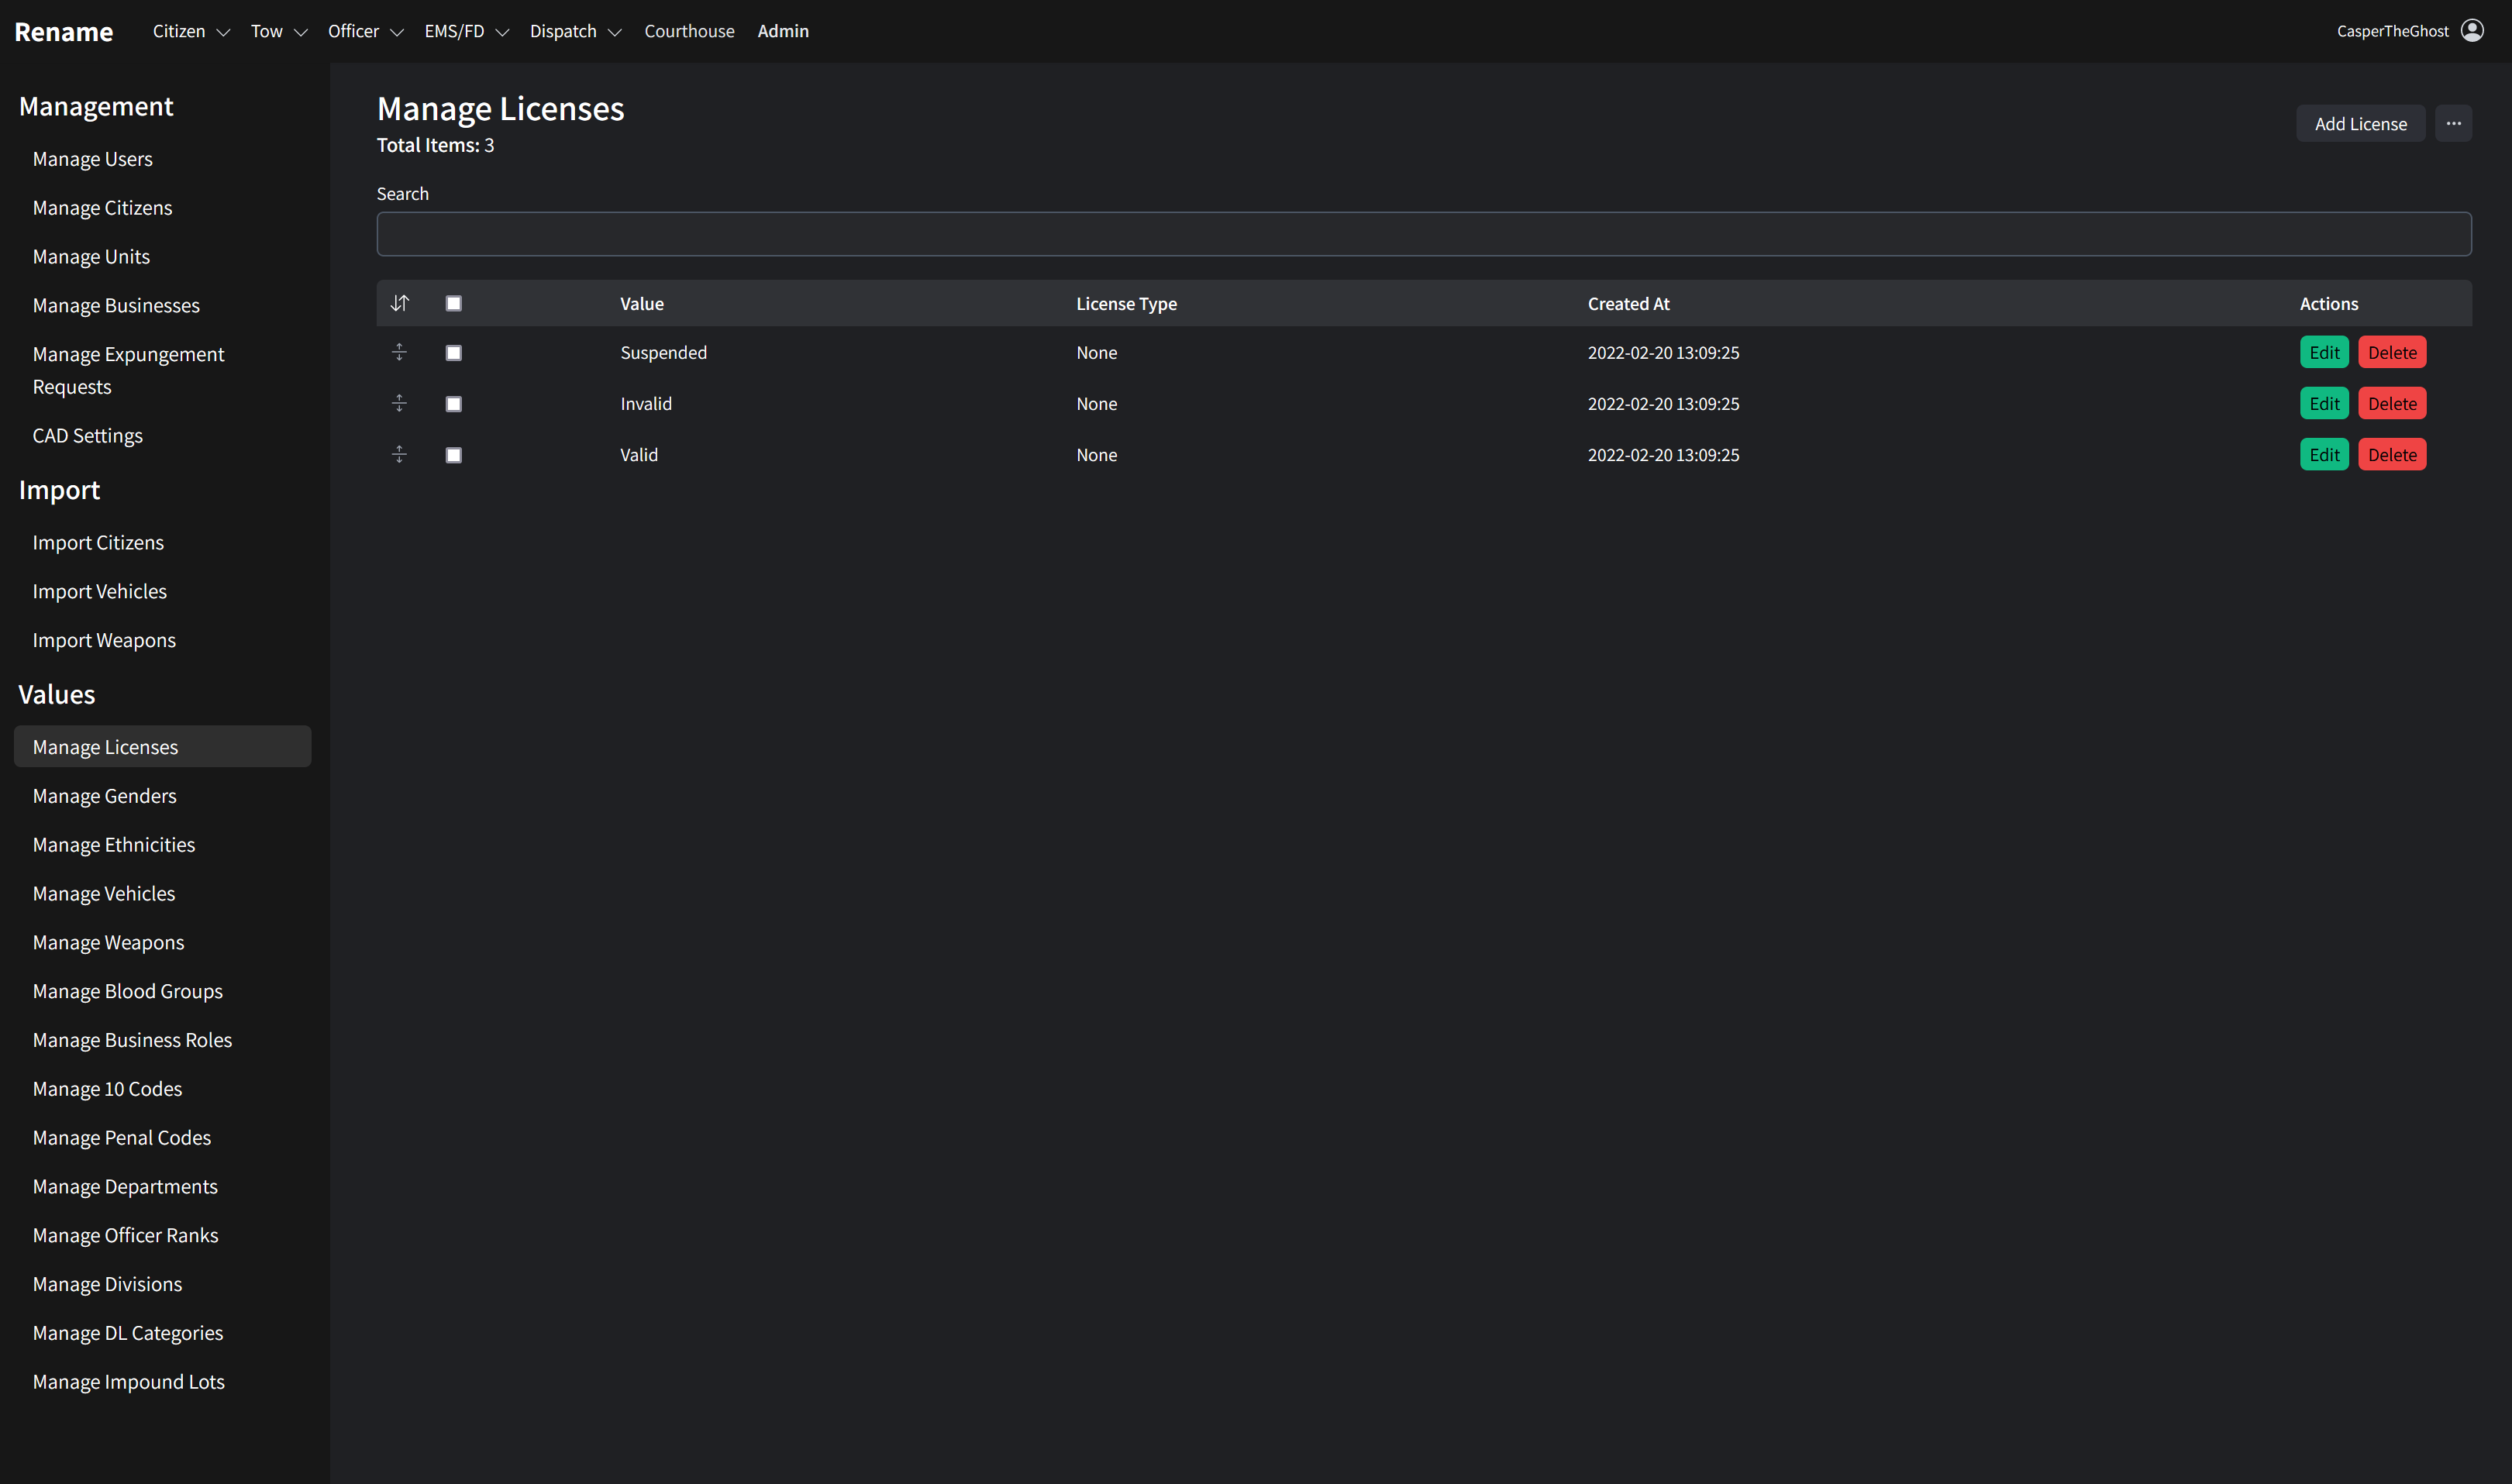 Rename Citizen Tow Officer EMS/FD Dispatch Courthouse Admin CasperTheGhost
Management
Manage Users
Manage Citizens
Manage Units
Manage Businesses
Manage Expungement
Requests
CAD Settings
Import
Import Citizens
Import Vehicles
Import Weapons
Values
Manage Licenses
Manage Genders
Manage Ethnicities
Manage Vehicles
Manage Weapons
Manage Blood Groups
Manage Business Roles
Manage 10 Codes
Manage Penal Codes
Manage Departments
Manage Officer Ranks
Manage Divisions
Manage DL Categories
Manage Impound Lots
Manage Licenses
Total Items: 3
Add License ...
Search
Value License Type Created At Actions
Suspended None 2022-02-20 13:09:25 Edit Delete
Invalid None 2022-02-20 13:09:25 Edit Delete
Valid None 2022-02-20 13:09:25 Edit Delete